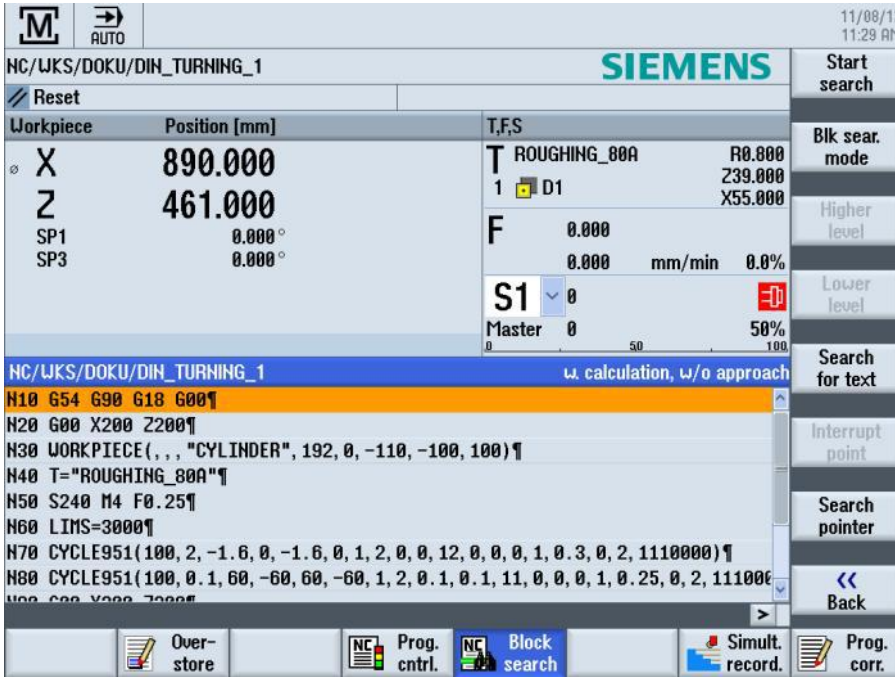 M AUTO
11/08/1
11:29 AM
NC/WKS/DOKU/DIN_TURNING_1
SIEMENS
Reset
Workpiece Position [mm] T,F,S
⌀ X 890.000
Z 461.000
SP1 0.000°
SP3 0.000°
T ROUGHING_80A R0.800
Z39.000
1 D1
X55.000
F 0.000
0.000 mm/min 0.0%
S1 0
Master 0 50%
0 50 100
NC/WKS/DOKU/DIN_TURNING_1 w. calculation, w/o approach
N10 G54 G90 G18 G00¶
N20 G00 X200 Z200¶
N30 WORKPIECE(,,,"CYLINDER",192,0,-110,-100,100)¶
N40 T="ROUGHING_80A"¶
N50 S240 M4 F0.25¶
N60 LIMS=3000¶
N70 CYCLE951(100,2,-1.6,0,-1.6,0,1,2,0,0,12,0,0,0,1,0.3,0,2,1110000)¶
N80 CYCLE951(100,0.1,60,-60,60,-60,1,2,0.1,0.1,11,0,0,0,1,0.25,0,2,111000
N90 G00 X200 Z200¶
>
Start
search
Blk sear.
mode
Higher
level
Lower
level
Search
for text
Interrupt
point
Search
pointer
<<
Back
Over-
store
NC Prog.
cntrl.
NC Block
search
Simult.
record.
Prog.
corr.